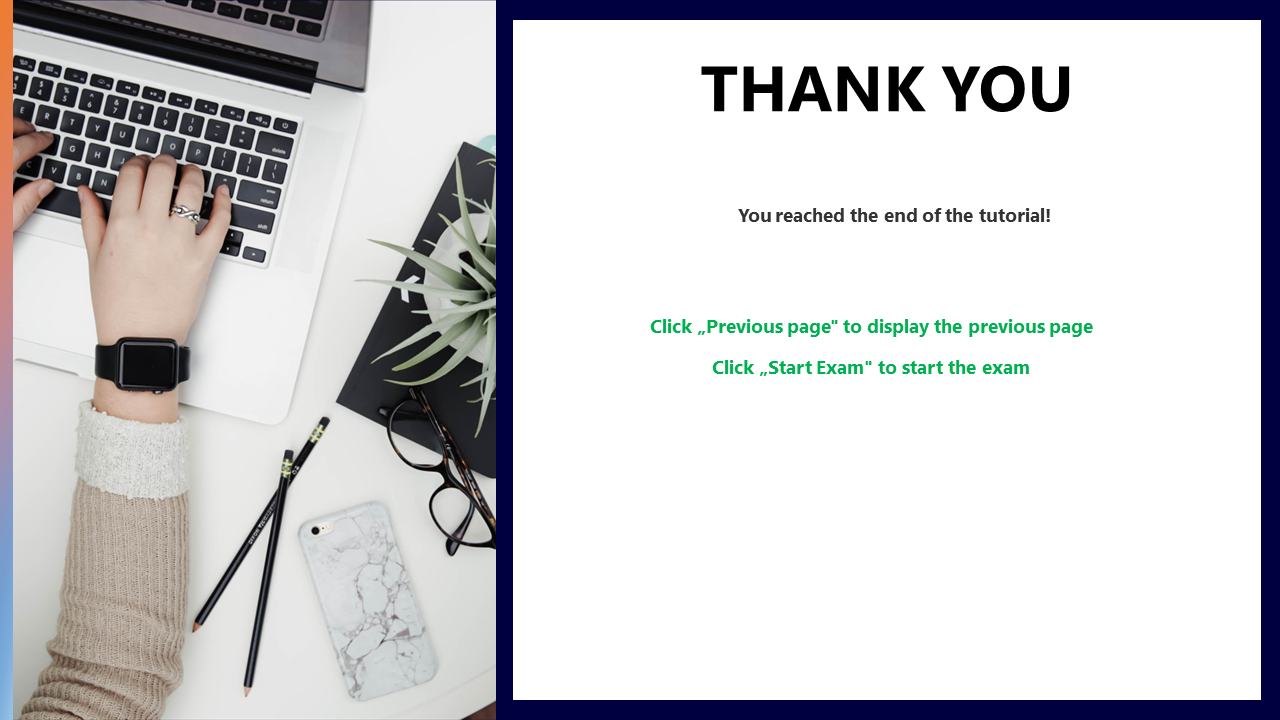 THANK YOU
You reached the end of the tutorial!
Click „Previous page" to display the previous page
Click „Start Exam" to start the exam